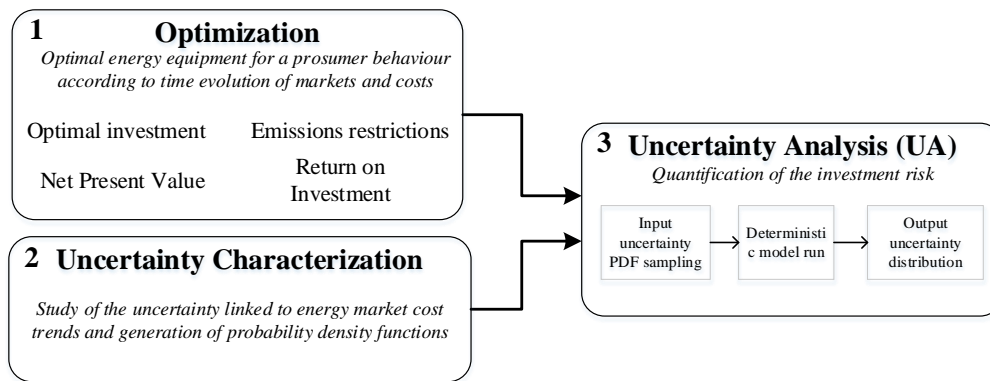 1 Optimization
Optimal energy equipment for a prosumer behaviour
according to time evolution of markets and costs
Optimal investment
Emissions restrictions
Net Present Value
Return on
Investment
2 Uncertainty Characterization
Study of the uncertainty linked to energy market cost
trends and generation of probability density functions
3 Uncertainty Analysis (UA)
Quantification of the investment risk
Input
uncertainty
PDF sampling
Deterministi
c model run
Output
uncertainty
distribution